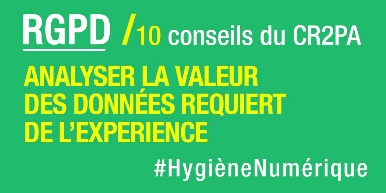 RGPD /10 conseils du CR2PA
ANALYSER LA VALEUR
DES DONNÉES REQUIERT
DE L'EXPERIENCE
#HygièneNumérique